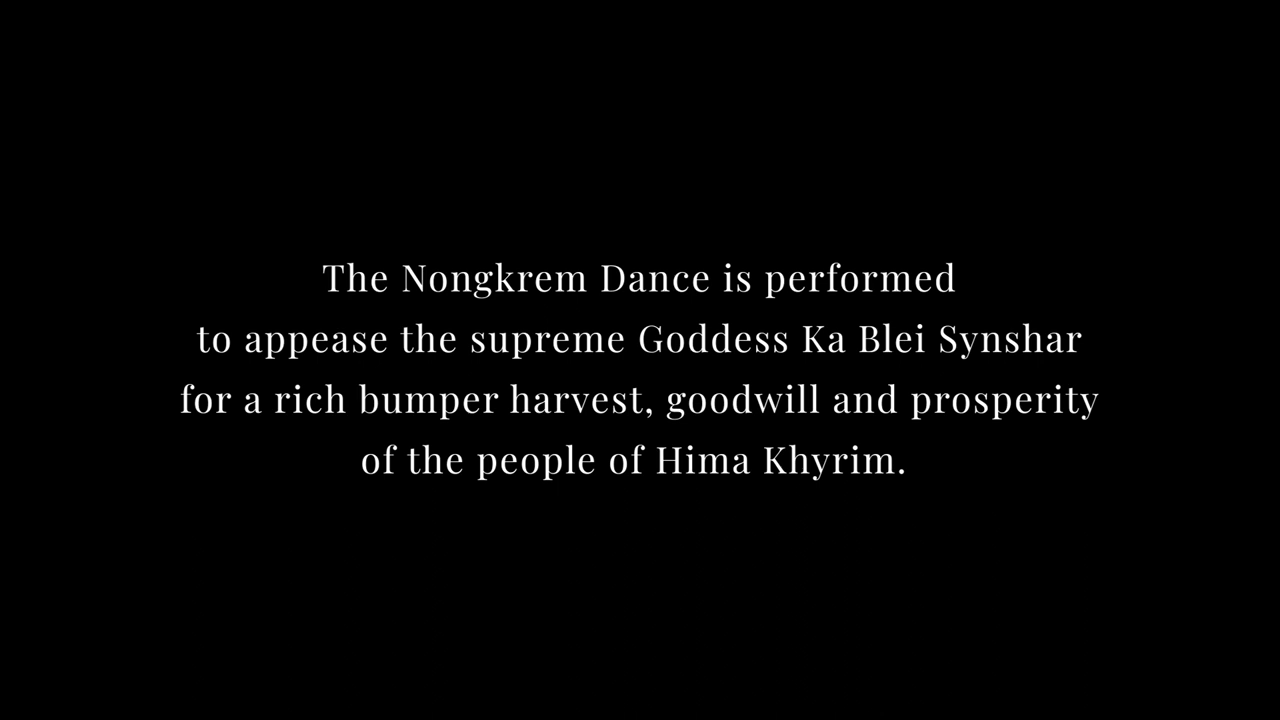 The Nongkrem Dance is performed
to appease the supreme Goddess Ka Blei Synshar
for a rich bumper harvest, goodwill and prosperity
of the people of Hima Khyrim.